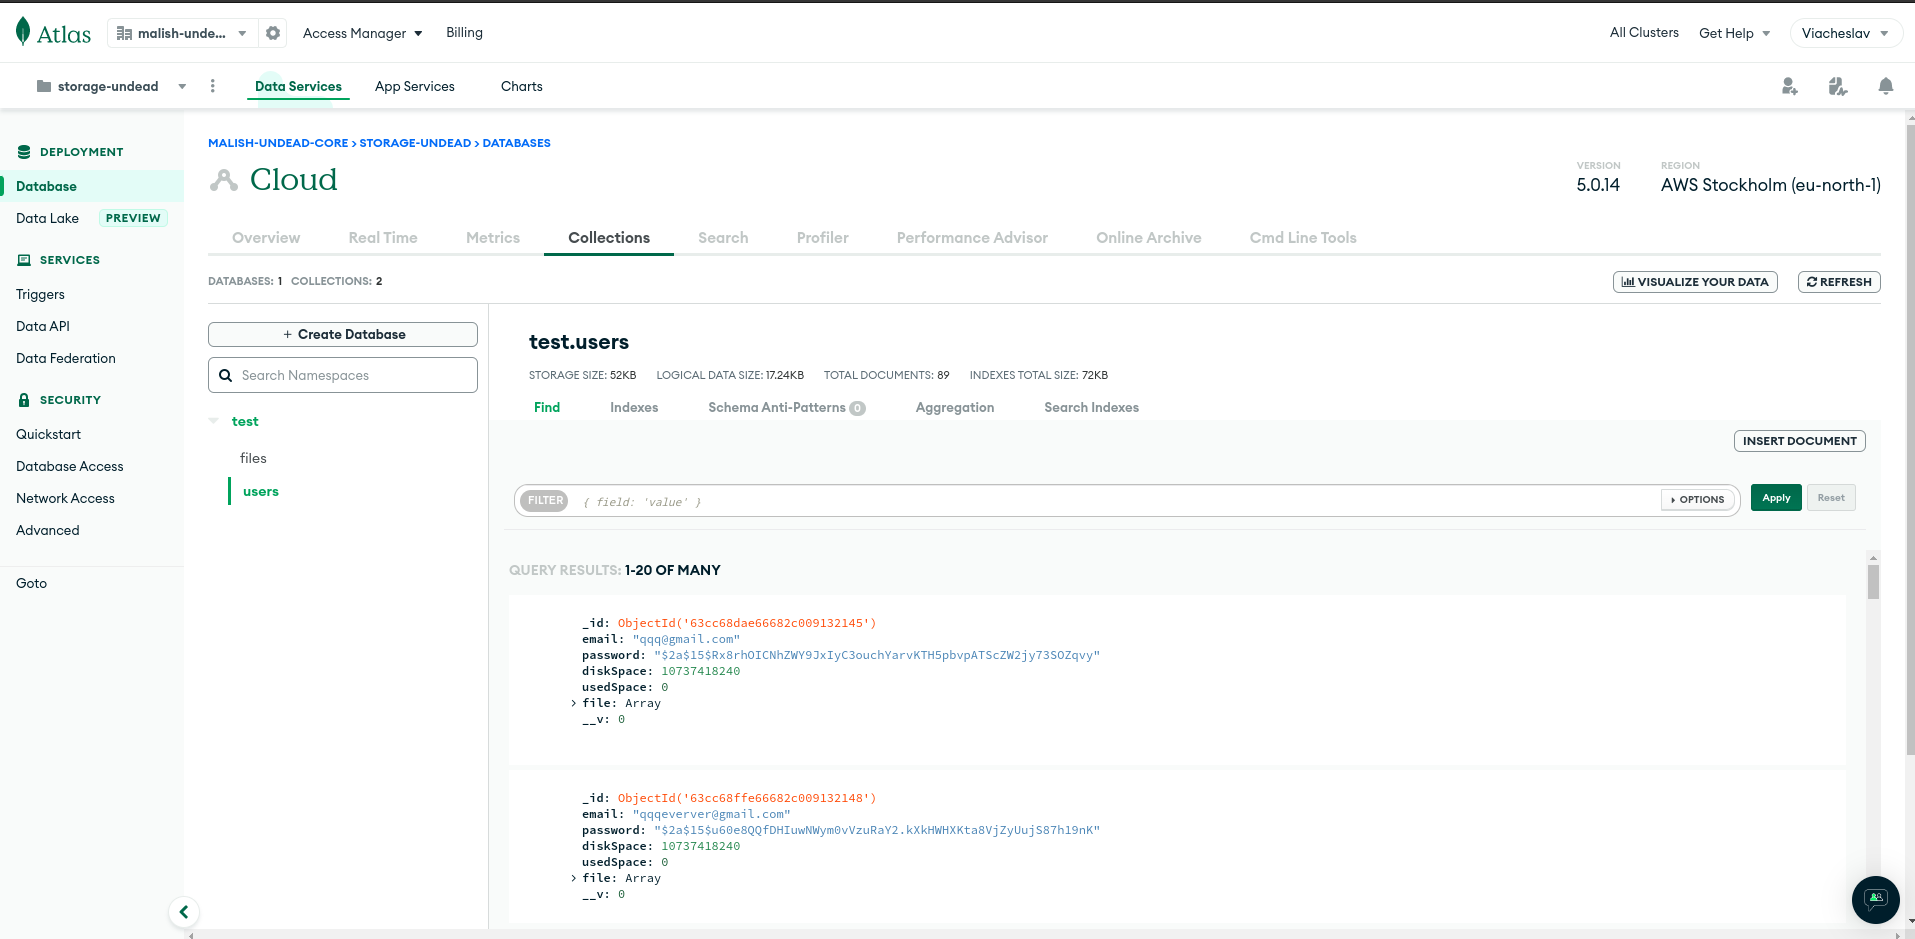 Atlas
malish-unde...
Access Manager
Billing
All Clusters
Get Help
Viacheslav
storage-undead
Data Services
App Services
Charts
DEPLOYMENT
Database
Data Lake PREVIEW
SERVICES
Triggers
Data API
Data Federation
SECURITY
Quickstart
Database Access
Network Access
Advanced
Goto
MALISH-UNDEAD-CORE > STORAGE-UNDEAD > DATABASES
Cloud
VERSION
5.0.14
REGION
AWS Stockholm (eu-north-1)
Overview
Real Time
Metrics
Collections
Search
Profiler
Performance Advisor
Online Archive
Cmd Line Tools
DATABASES: 1 COLLECTIONS: 2
VISUALIZE YOUR DATA
REFRESH
+ Create Database
Search Namespaces
test
files
users
test.users
STORAGE SIZE: 52KB LOGICAL DATA SIZE: 17.24KB TOTAL DOCUMENTS: 89 INDEXES TOTAL SIZE: 72KB
Find
Indexes
Schema Anti-Patterns 0
Aggregation
Search Indexes
INSERT DOCUMENT
FILTER { field: 'value' }
OPTIONS
Apply
Reset
QUERY RESULTS: 1-20 OF MANY
_id: ObjectId('63cc68dae66682c009132145')
email: "qqq@gmail.com"
password: "$2a$15$Rx8rhOICNhZWY9JxIyC3ouchYarvKTH5pbvpATScZW2jy73SOZqvy"
diskSpace: 10737418240
usedSpace: 0
> file: Array
__v: 0
_id: ObjectId('63cc68ffe66682c009132148')
email: "qqqeverver@gmail.com"
password: "$2a$15$u60e8QQfDHIuwNWym0vVzuRaY2.kXkHWHXKta8VjZyUujS87h19nK"
diskSpace: 10737418240
usedSpace: 0
> file: Array
__v: 0